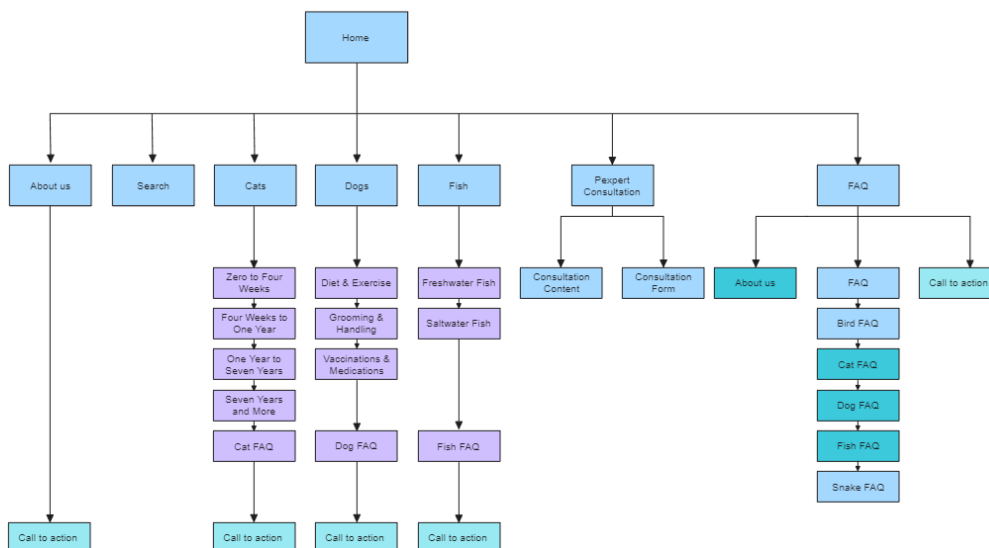 Home
About us
Search
Cats
Dogs
Fish
Pexpert
Consultation
FAQ
Zero to Four
Weeks
Diet & Exercise
Freshwater Fish
Consultation
Content
Consultation
Form
About us
FAQ
Call to action
Four Weeks to
One Year
Grooming &
Handling
Saltwater Fish
Bird FAQ
One Year to
Seven Years
Vaccinations &
Medications
Cat FAQ
Seven Years
and More
Dog FAQ
Cat FAQ
Dog FAQ
Fish FAQ
Fish FAQ
Snake FAQ
Call to action
Call to action
Call to action
Call to action